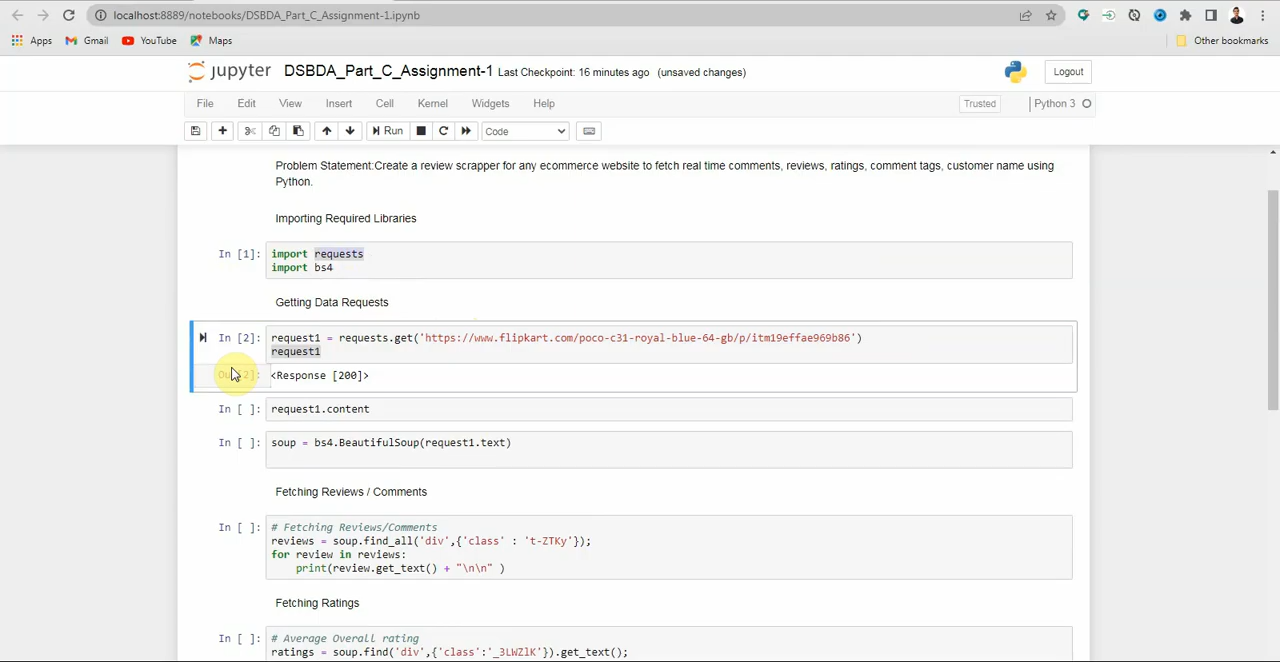 localhost:8889/notebooks/DSBDA_Part_C_Assignment-1.ipynb
Apps Gmail YouTube Maps Other bookmarks
jupyter DSBDA_Part_C_Assignment-1 Last Checkpoint: 16 minutes ago (unsaved changes) Logout
File Edit View Insert Cell Kernel Widgets Help Trusted Python 3
Run Code
Problem Statement:Create a review scrapper for any ecommerce website to fetch real time comments, reviews, ratings, comment tags, customer name using
Python.
Importing Required Libraries
In [1]: import requests
import bs4
Getting Data Requests
In [2]: request1 = requests.get('https://www.flipkart.com/poco-c31-royal-blue-64-gb/p/itm19effae969b86')
request1
Out[2]: <Response [200]>
In [ ]: request1.content
In [ ]: soup = bs4.BeautifulSoup(request1.text)
Fetching Reviews / Comments
In [ ]: # Fetching Reviews/Comments
reviews = soup.find_all('div',{'class' : 't-ZTKy'});
for review in reviews:
print(review.get_text() + "\n\n" )
Fetching Ratings
In [ ]: # Average Overall rating
ratings = soup.find('div',{'class':'_3LWZlK'}).get_text();